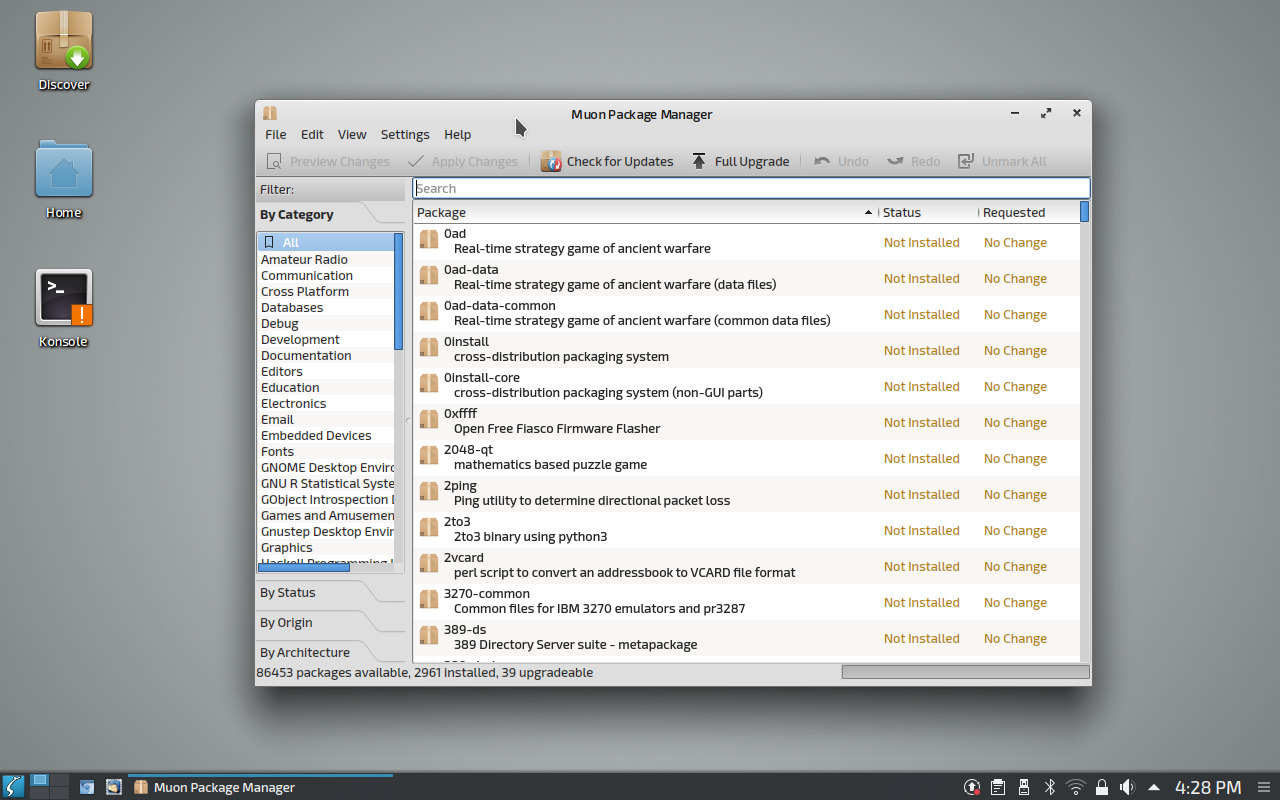 Discover
Home
Konsole
Muon Package Manager
File Edit View Settings Help
Preview Changes Apply Changes Check for Updates Full Upgrade Undo Redo Unmark All
Filter:
Search
By Category
Package Status Requested
All
Amateur Radio
Communication
Cross Platform
Databases
Debug
Development
Documentation
Editors
Education
Electronics
Email
Embedded Devices
Fonts
GNOME Desktop Enviro
GNU R Statistical Syste
GObject Introspection
Games and Amusemen
Gnustep Desktop Envir
Graphics
Haskell Programming
By Status
By Origin
By Architecture
0ad
Real-time strategy game of ancient warfare
Not Installed No Change
0ad-data
Real-time strategy game of ancient warfare (data files)
Not Installed No Change
0ad-data-common
Real-time strategy game of ancient warfare (common data files)
Not Installed No Change
0install
cross-distribution packaging system
Not Installed No Change
0install-core
cross-distribution packaging system (non-GUI parts)
Not Installed No Change
0xffff
Open Free Fiasco Firmware Flasher
Not Installed No Change
2048-qt
mathematics based puzzle game
Not Installed No Change
2ping
Ping utility to determine directional packet loss
Not Installed No Change
2to3
2to3 binary using python3
Not Installed No Change
2vcard
perl script to convert an addressbook to VCARD file format
Not Installed No Change
3270-common
Common files for IBM 3270 emulators and pr3287
Not Installed No Change
389-ds
389 Directory Server suite - metapackage
Not Installed No Change
86453 packages available, 2961 installed, 39 upgradeable
Muon Package Manager
4:28 PM